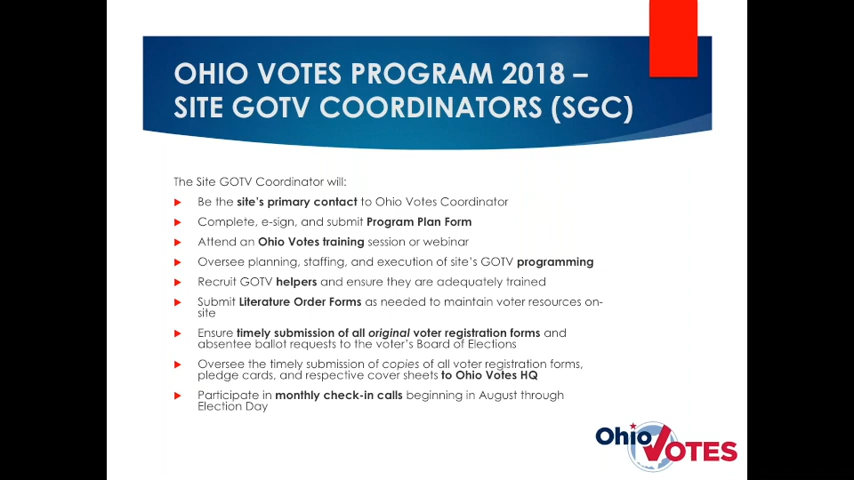 OHIO VOTES PROGRAM 2018 –
SITE GOTV COORDINATORS (SGC)
The Site GOTV Coordinator will:
Be the site's primary contact to Ohio Votes Coordinator
Complete, e-sign, and submit Program Plan Form
Attend an Ohio Votes training session or webinar
Oversee planning, staffing, and execution of site's GOTV programming
Recruit GOTV helpers and ensure they are adequately trained
Submit Literature Order Forms as needed to maintain voter resources on-
site
Ensure timely submission of all original voter registration forms and
absentee ballot requests to the voter's Board of Elections
Oversee the timely submission of copies of all voter registration forms,
pledge cards, and respective cover sheets to Ohio Votes HQ
Participate in monthly check-in calls beginning in August through
Election Day
Ohio VOTES